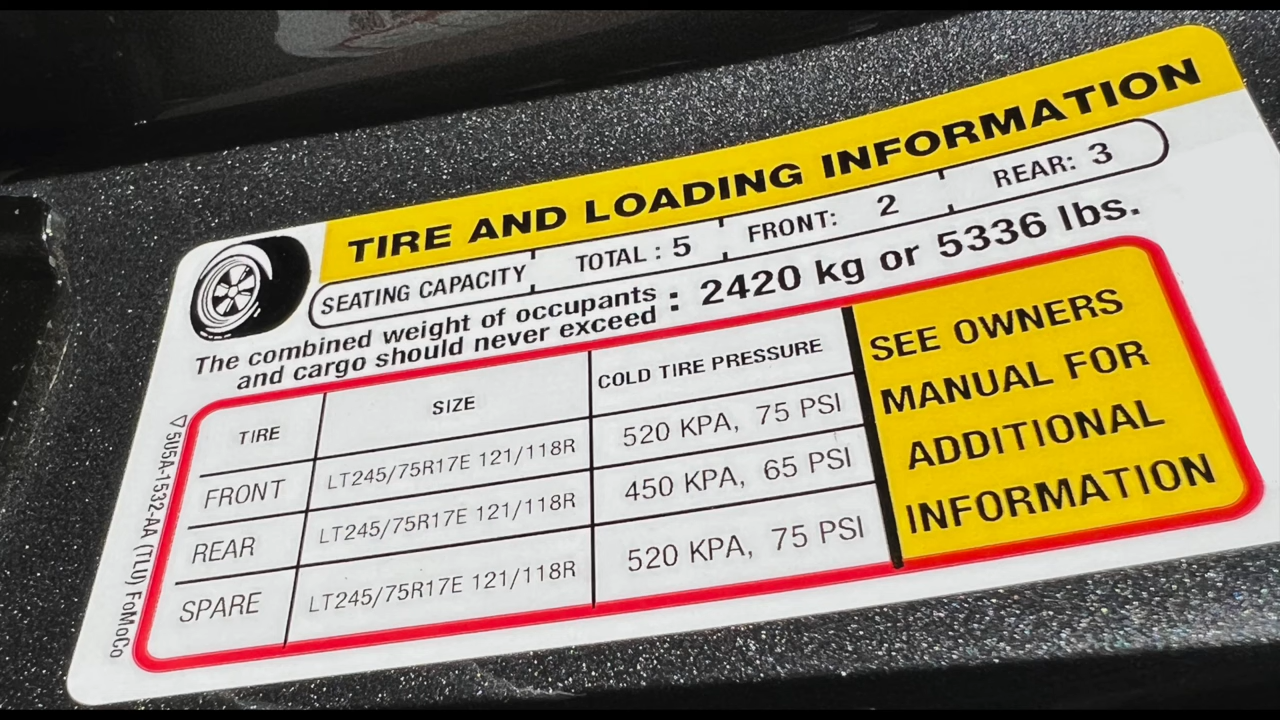 TIRE AND LOADING INFORMATION
SEATING CAPACITY TOTAL : 5 FRONT: 2 REAR: 3
The combined weight of occupants
and cargo should never exceed : 2420 kg or 5336 lbs.
TIRE SIZE COLD TIRE PRESSURE
FRONT LT245/75R17E 121/118R 520 KPA, 75 PSI
REAR LT245/75R17E 121/118R 450 KPA, 65 PSI
SPARE LT245/75R17E 121/118R 520 KPA, 75 PSI
SEE OWNERS
MANUAL FOR
ADDITIONAL
INFORMATION
5U5A-1532-AA (TLU) FoMoCo